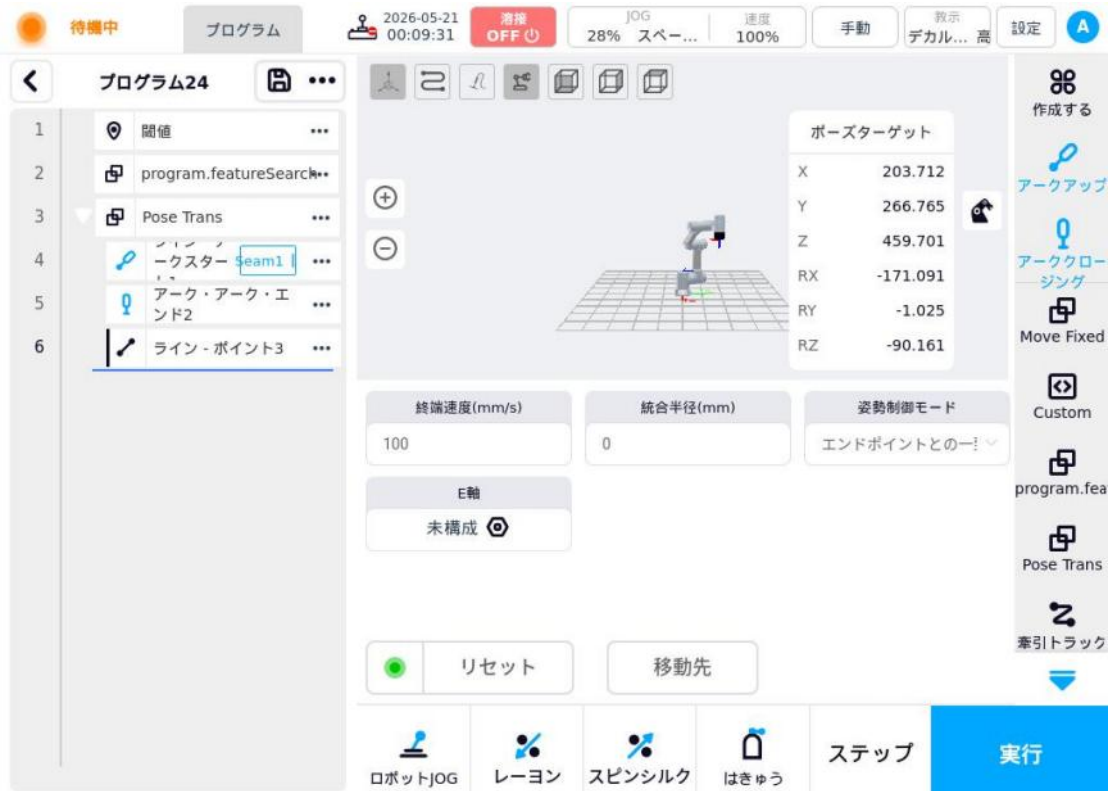 待機中
プログラム
2026-05-21
00:09:31
溶接
OFF
JOG
28% スペー...
速度
100%
手動
教示
デカル... 高
設定
A
プログラム24
1 閾値
2 program.featureSearch
3 Pose Trans
4
ークスター Seam1
5 アーク・アーク・エ
ンド2
6 ライン - ポイント3
ポーズターゲット
X 203.712
Y 266.765
Z 459.701
RX -171.091
RY -1.025
RZ -90.161
終端速度(mm/s)
100
統合半径(mm)
0
姿勢制御モード
エンドポイントとの一
E軸
未構成
リセット
移動先
作成する
アークアップ
アーククロー
ジング
Move Fixed
Custom
program.fea
Pose Trans
牽引トラック
ロボットJOG
レーヨン
スピンシルク
はきゅう
ステップ
実行